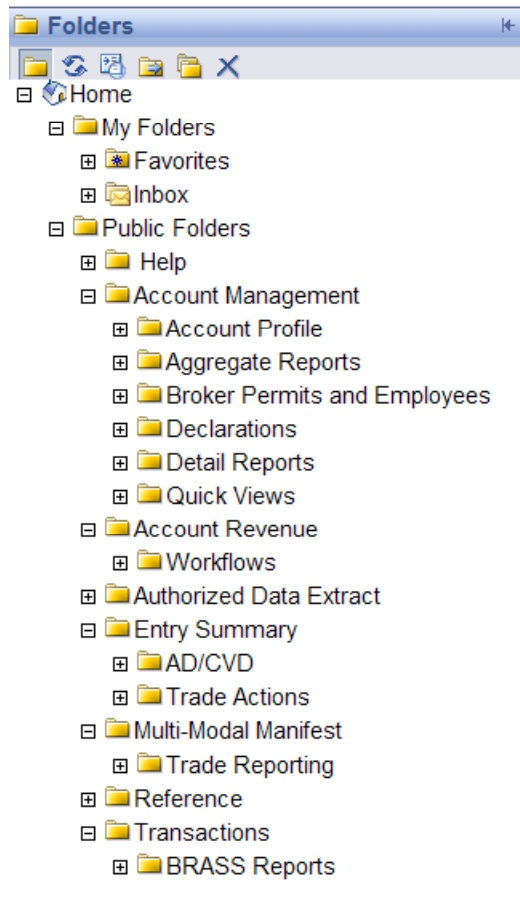 Folders
Home
My Folders
Favorites
Inbox
Public Folders
Help
Account Management
Account Profile
Aggregate Reports
Broker Permits and Employees
Declarations
Detail Reports
Quick Views
Account Revenue
Workflows
Authorized Data Extract
Entry Summary
AD/CVD
Trade Actions
Multi-Modal Manifest
Trade Reporting
Reference
Transactions
BRASS Reports